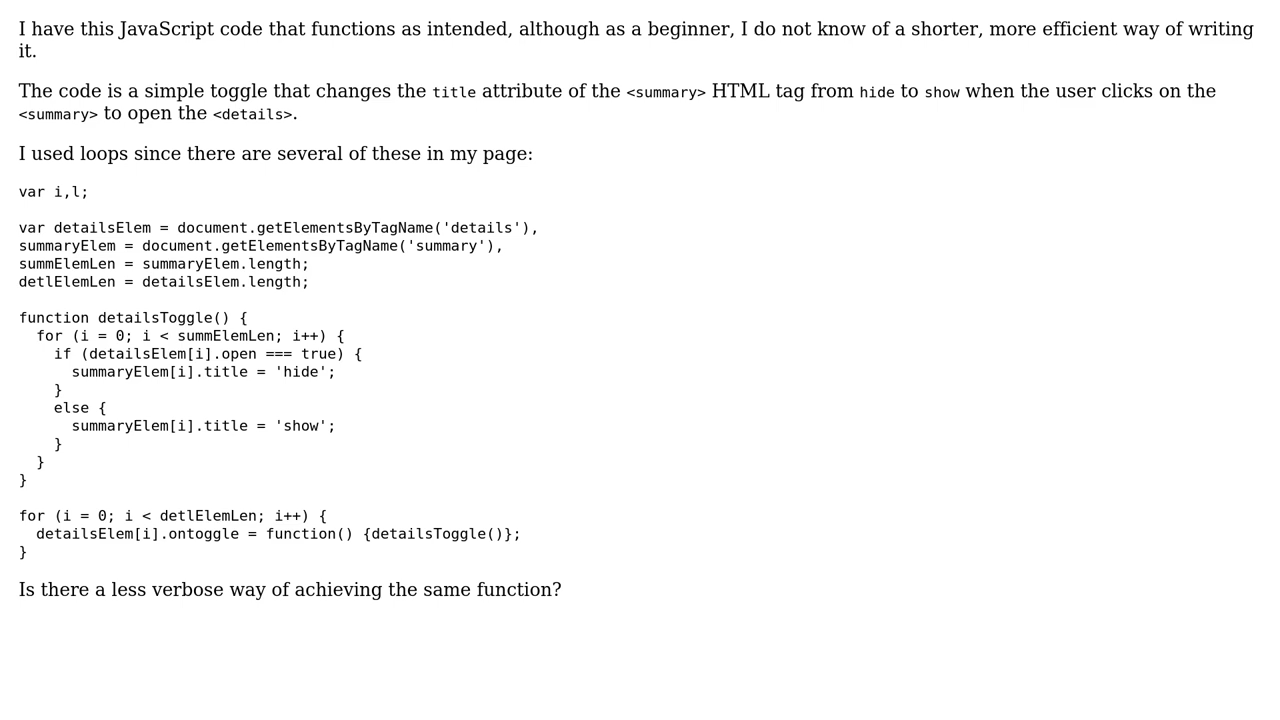 I have this JavaScript code that functions as intended, although as a beginner, I do not know of a shorter, more efficient way of writing
it.
The code is a simple toggle that changes the title attribute of the <summary> HTML tag from hide to show when the user clicks on the
<summary> to open the <details>.
I used loops since there are several of these in my page:
var i,l;
var detailsElem = document.getElementsByTagName('details'),
summaryElem = document.getElementsByTagName('summary'),
summElemLen = summaryElem.length;
detlElemLen = detailsElem.length;
function detailsToggle() {
  for (i = 0; i < summElemLen; i++) {
    if (detailsElem[i].open === true) {
      summaryElem[i].title = 'hide';
    }
    else {
      summaryElem[i].title = 'show';
    }
  }
}
for (i = 0; i < detlElemLen; i++) {
  detailsElem[i].ontoggle = function() {detailsToggle()};
}
Is there a less verbose way of achieving the same function?